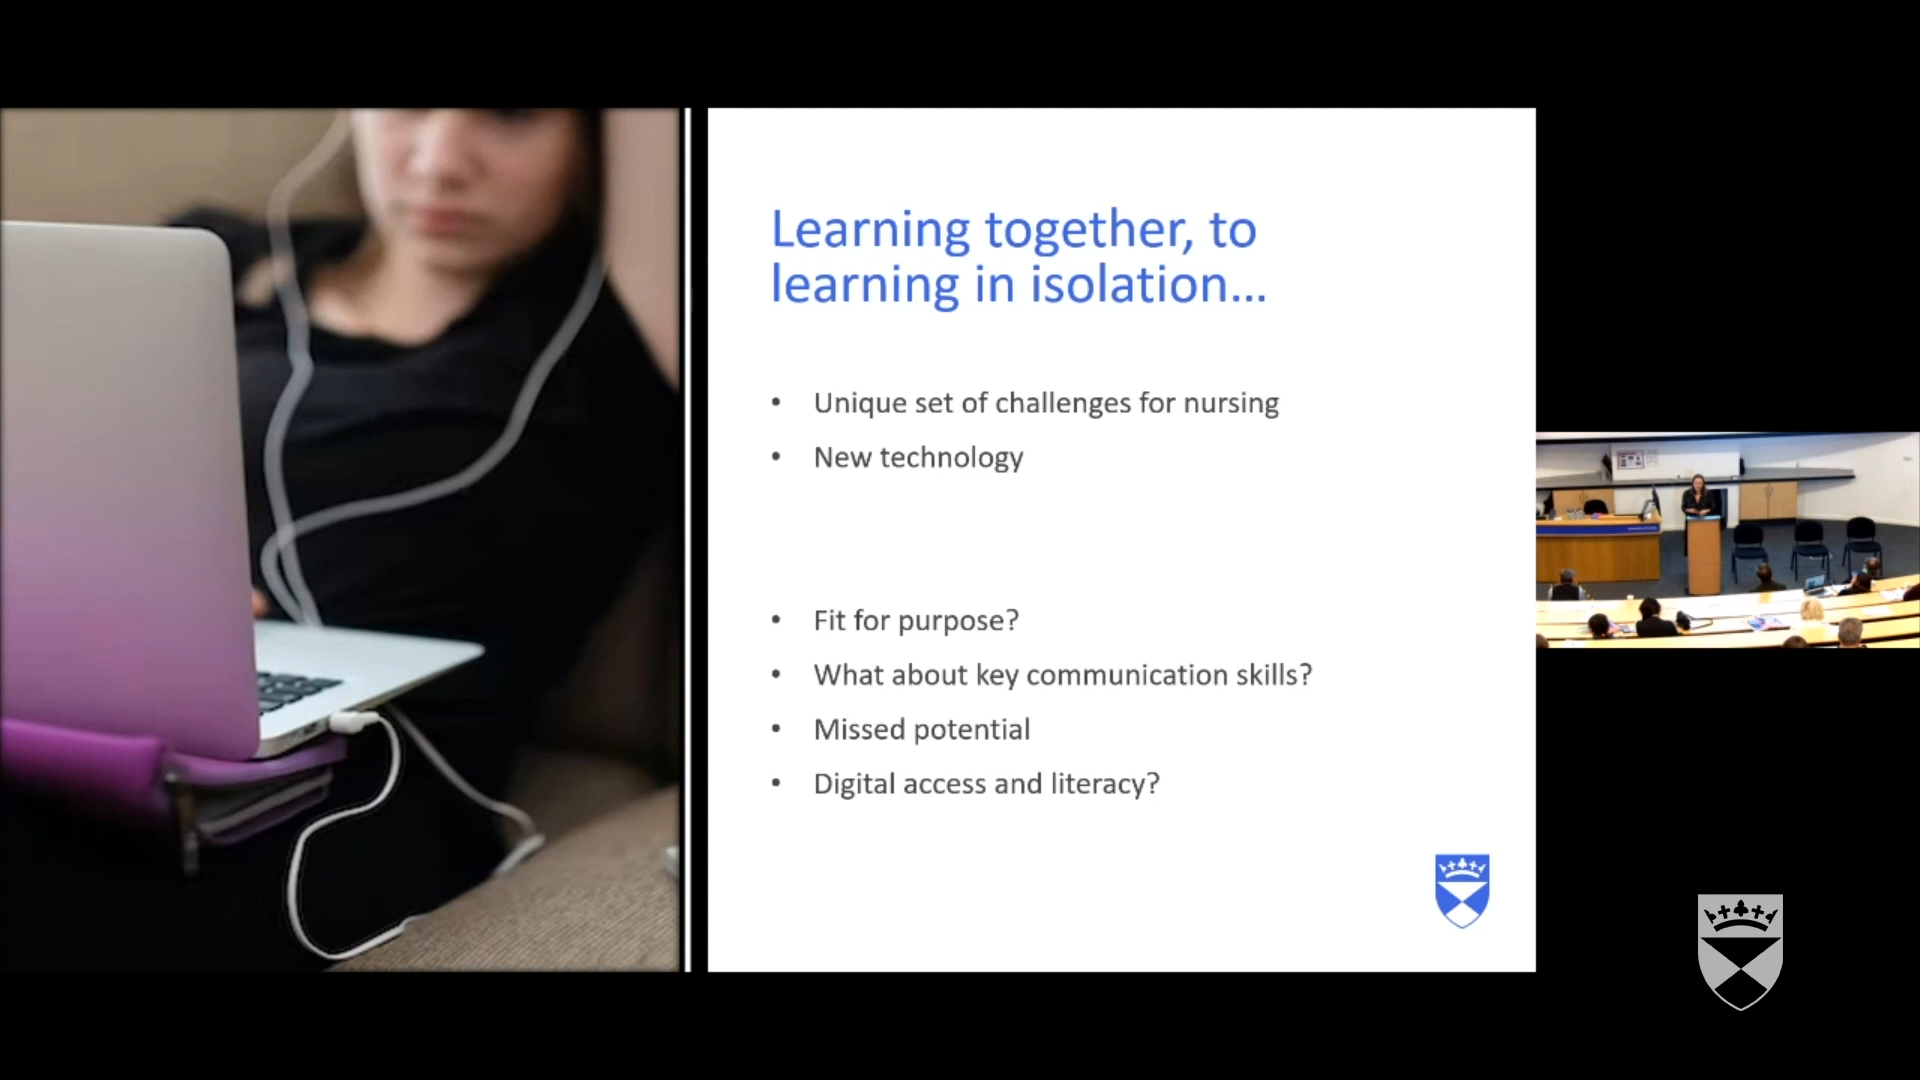 Learning together, to
learning in isolation...
• Unique set of challenges for nursing
• New technology
• Fit for purpose?
• What about key communication skills?
• Missed potential
• Digital access and literacy?